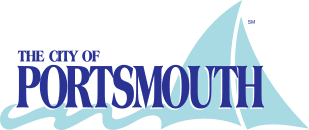 ℠
THE CITY OF
PORTSMOUTH